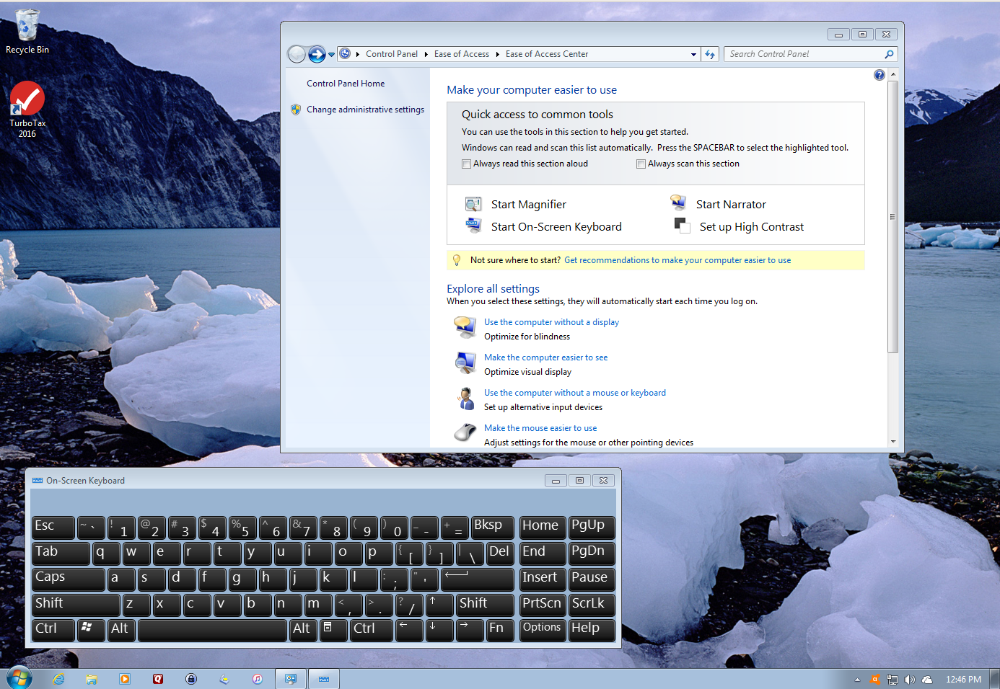 Recycle Bin
TurboTax
2016
Control Panel Ease of Access Ease of Access Center
Search Control Panel
Control Panel Home
Change administrative settings
Make your computer easier to use
Quick access to common tools
You can use the tools in this section to help you get started.
Windows can read and scan this list automatically. Press the SPACEBAR to select the highlighted tool.
Always read this section aloud Always scan this section
Start Magnifier Start Narrator
Start On-Screen Keyboard Set up High Contrast
Not sure where to start? Get recommendations to make your computer easier to use
Explore all settings
When you select these settings, they will automatically start each time you log on.
Use the computer without a display
Optimize for blindness
Make the computer easier to see
Optimize visual display
Use the computer without a mouse or keyboard
Set up alternative input devices
Make the mouse easier to use
Adjust settings for the mouse or other pointing devices
On-Screen Keyboard
Esc ~ ` ! 1 @ 2 # 3 $ 4 % 5 ^ 6 & 7 * 8 ( 9 ) 0 _ - + = Bksp Home PgUp
Tab q w e r t y u i o p { [ } ] | \ Del End PgDn
Caps a s d f g h j k l : ; " ' Insert Pause
Shift z x c v b n m < , > . ? / ↑ Shift PrtScn ScrLk
Ctrl Alt Alt Ctrl ← ↓ → Fn Options Help
12:46 PM